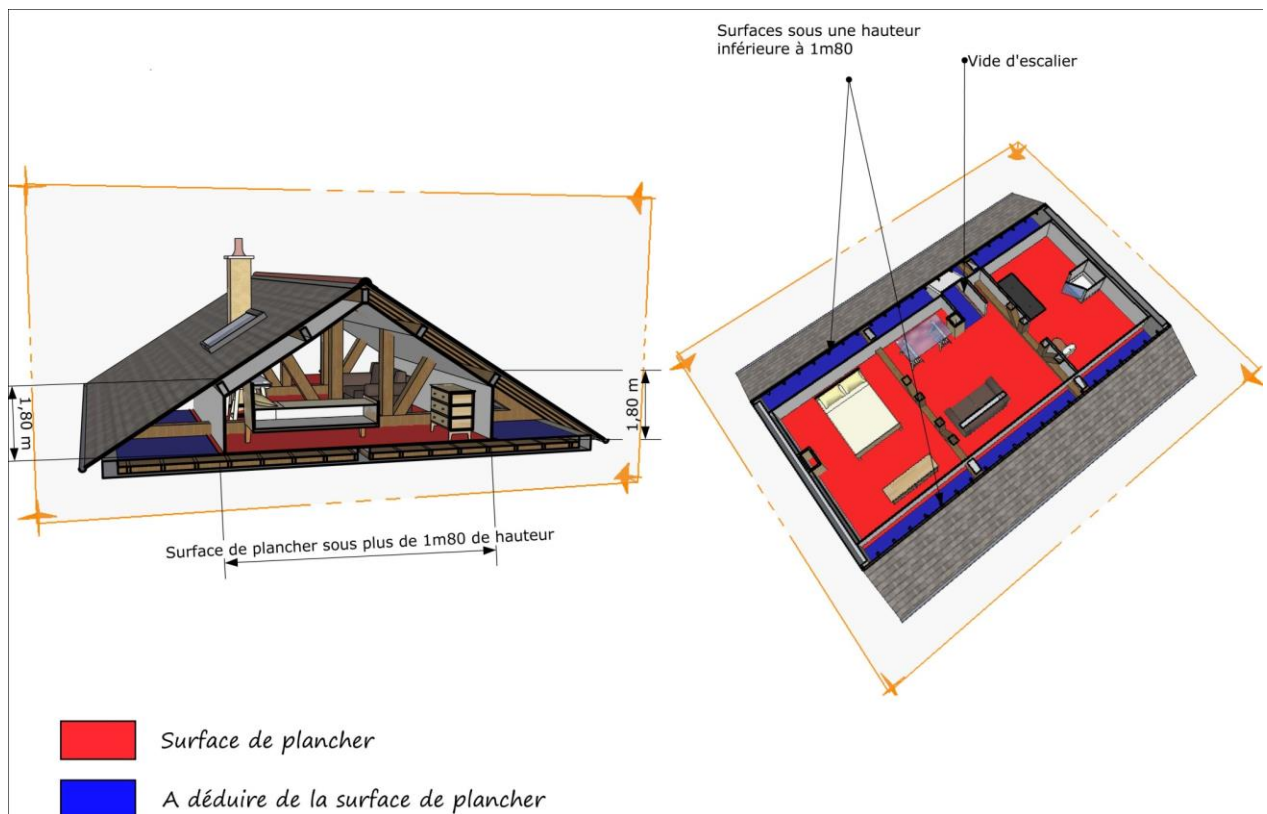 Surfaces sous une hauteur
inférieure à 1m80
Vide d'escalier
1,80 m
1,80 m
Surface de plancher sous plus de 1m80 de hauteur
Surface de plancher
A déduire de la surface de plancher